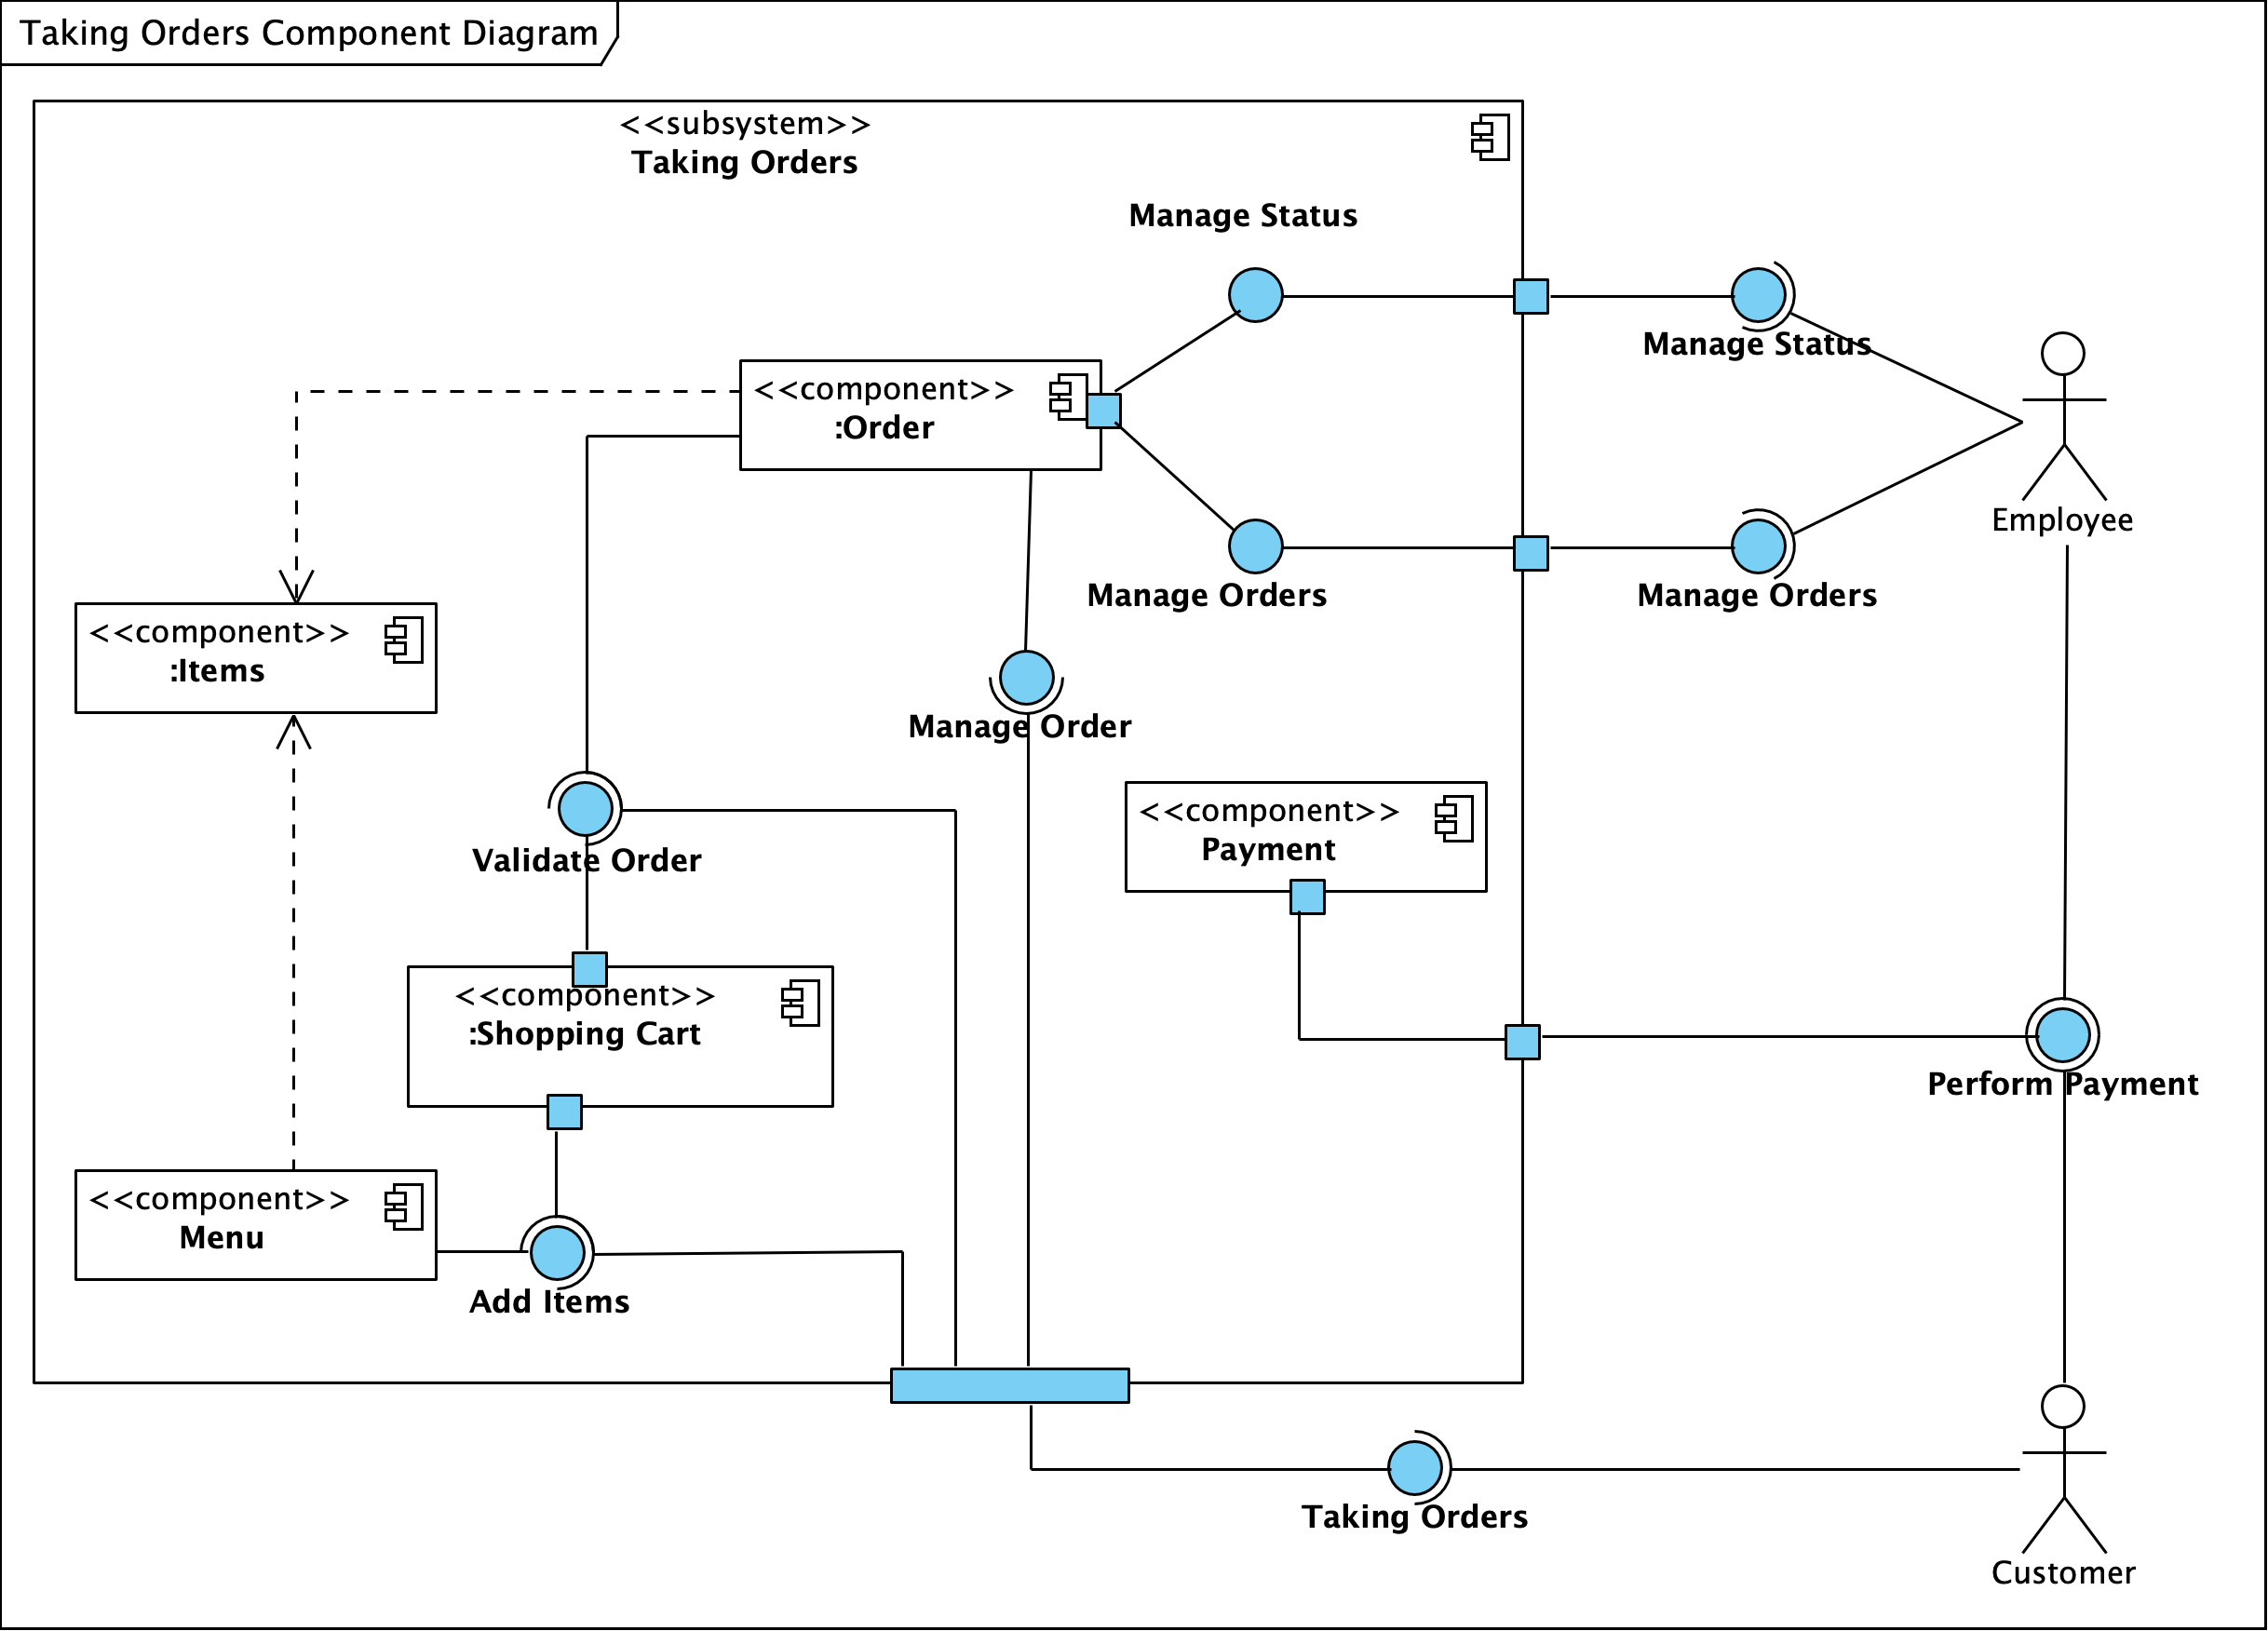 Taking Orders Component Diagram
<<subsystem>>
Taking Orders
Manage Status
Manage Status
<<component>>
:Order
Employee
Manage Orders
Manage Orders
<<component>>
:Items
Manage Order
<<component>>
Payment
Validate Order
<<component>>
:Shopping Cart
Perform Payment
<<component>>
Menu
Add Items
Taking Orders
Customer